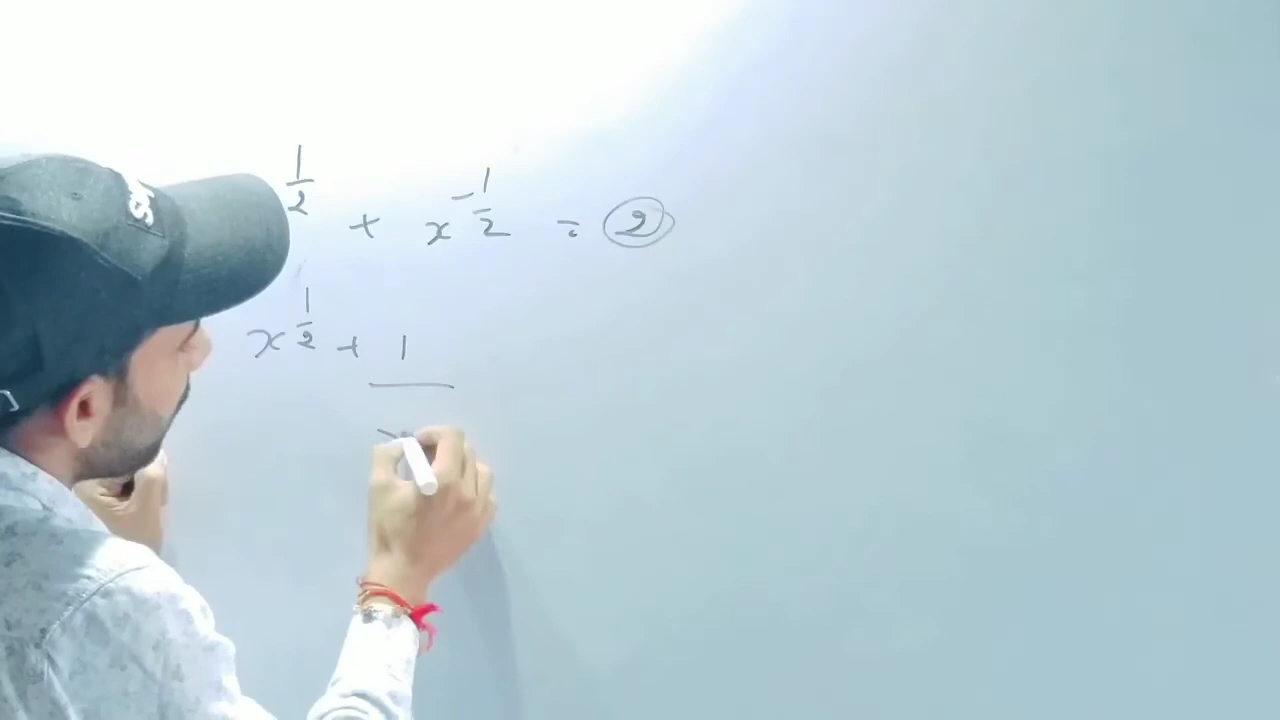 1/2 + x^{-1/2} = 2
x^{1/2} + 1